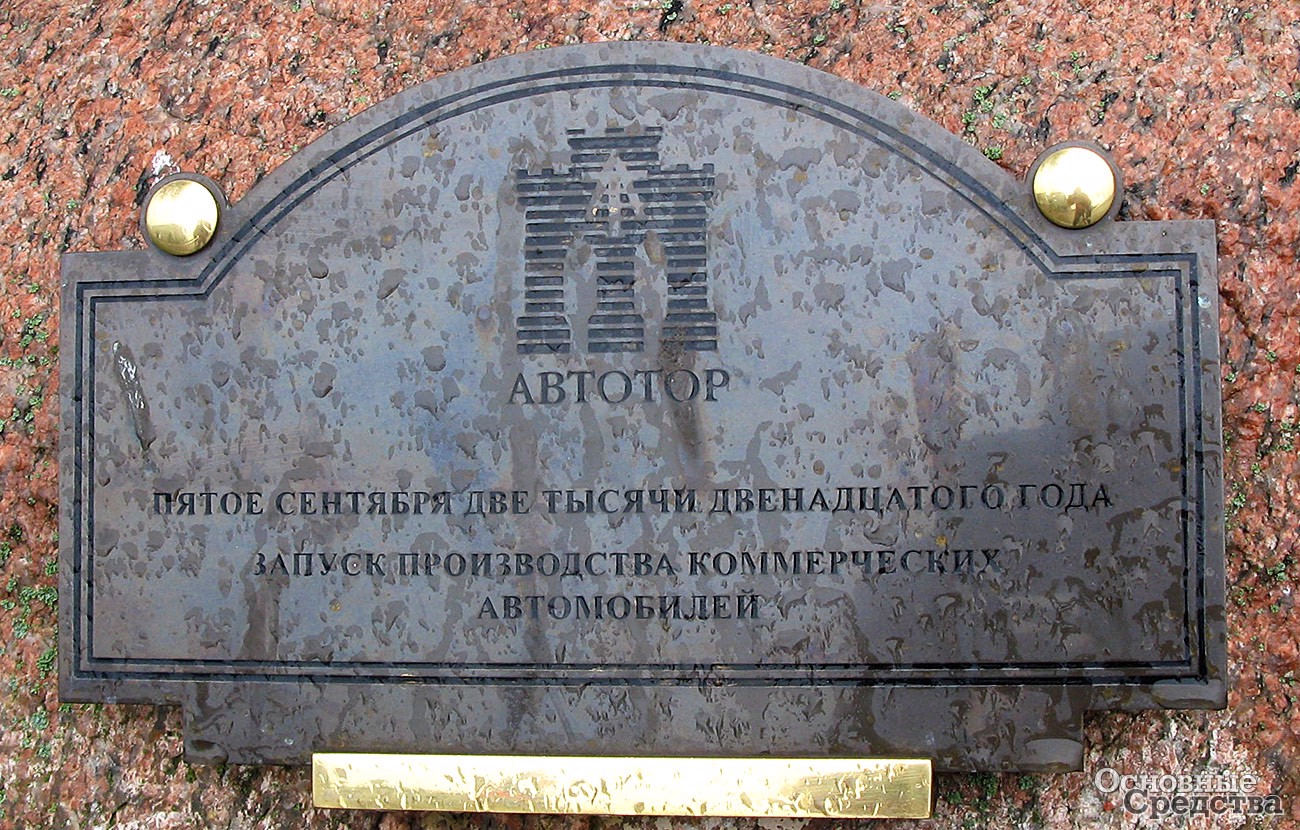 АВТОТОР
ПЯТОЕ СЕНТЯБРЯ ДВЕ ТЫСЯЧИ ДВЕНАДЦАТОГО ГОДА
ЗАПУСК ПРОИЗВОДСТВА КОММЕРЧЕСКИХ
АВТОМОБИЛЕЙ
Основные
Средства